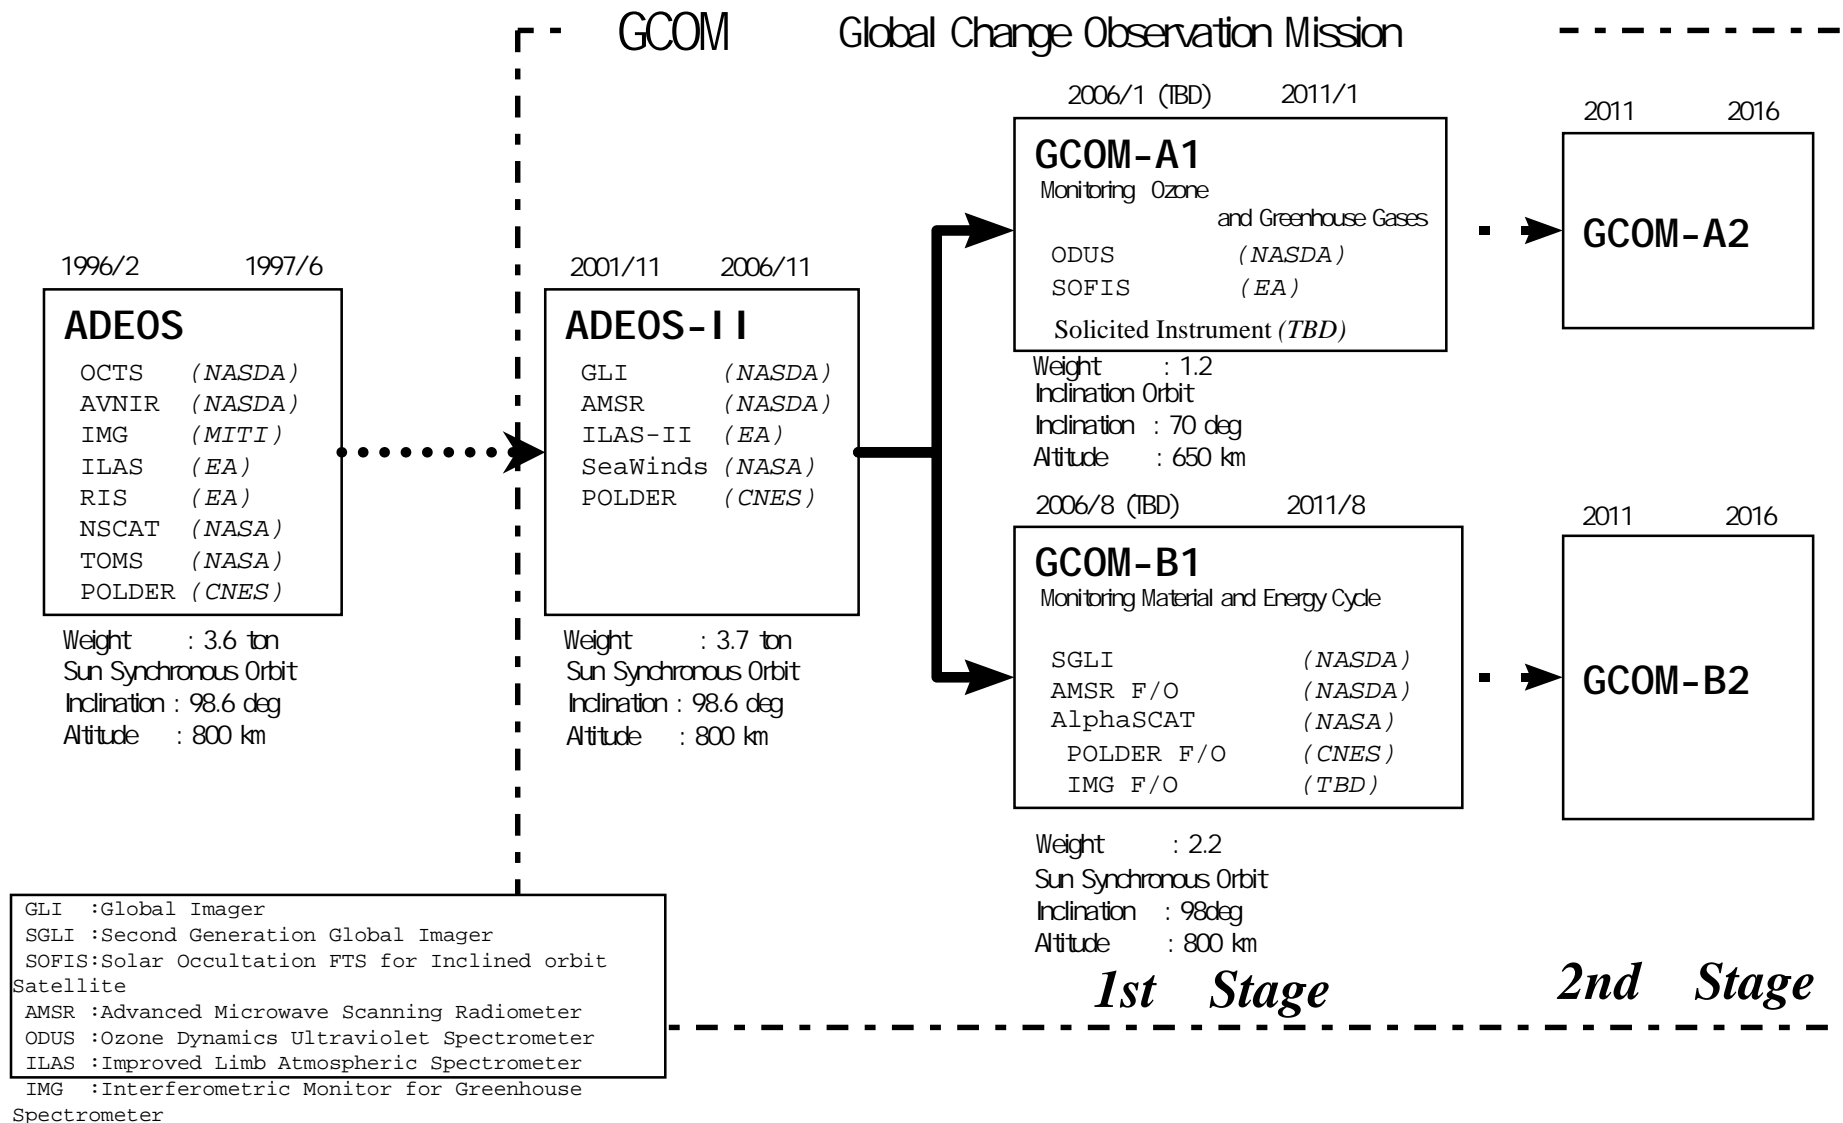 GCOM Global Change Observation Mission
1996/2 1997/6
ADEOS
OCTS (NASDA)
AVNIR (NASDA)
IMG (MITI)
ILAS (EA)
RIS (EA)
NSCAT (NASA)
TOMS (NASA)
POLDER (CNES)
Weight : 3.6 ton
Sun Synchronous Orbit
Inclination : 98.6 deg
Altitude : 800 km
2001/11 2006/11
ADEOS-II
GLI (NASDA)
AMSR (NASDA)
ILAS-II (EA)
SeaWinds (NASA)
POLDER (CNES)
Weight : 3.7 ton
Sun Synchronous Orbit
Inclination : 98.6 deg
Altitude : 800 km
2006/1 (TBD) 2011/1
GCOM-A1
Monitoring Ozone
and Greenhouse Gases
ODUS (NASDA)
SOFIS (EA)
Solicited Instrument (TBD)
Weight : 1.2
Inclination Orbit
Inclination : 70 deg
Altitude : 650 km
2006/8 (TBD) 2011/8
GCOM-B1
Monitoring Material and Energy Cycle
SGLI (NASDA)
AMSR F/O (NASDA)
AlphaSCAT (NASA)
POLDER F/O (CNES)
IMG F/O (TBD)
Weight : 2.2
Sun Synchronous Orbit
Inclination : 98deg
Altitude : 800 km
2011 2016
GCOM-A2
2011 2016
GCOM-B2
1st Stage
2nd Stage
GLI :Global Imager
SGLI :Second Generation Global Imager
SOFIS:Solar Occultation FTS for Inclined orbit
Satellite
AMSR :Advanced Microwave Scanning Radiometer
ODUS :Ozone Dynamics Ultraviolet Spectrometer
ILAS :Improved Limb Atmospheric Spectrometer
IMG :Interferometric Monitor for Greenhouse
Spectrometer